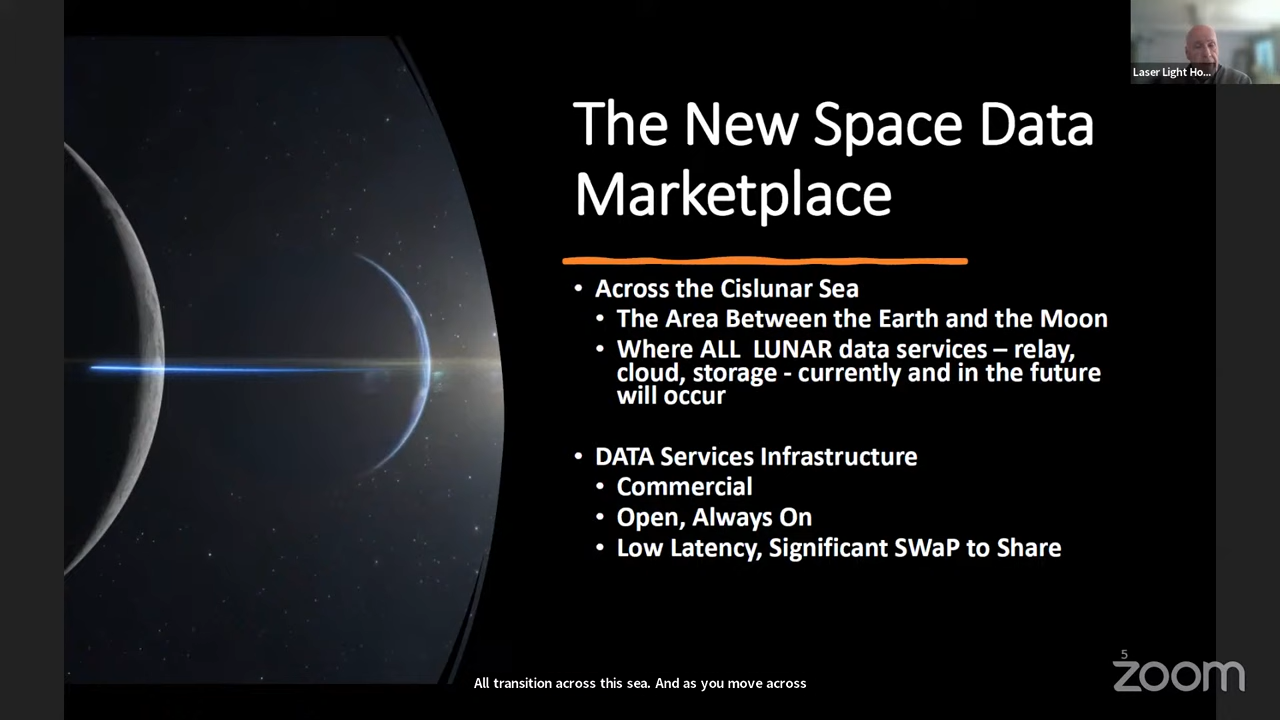 Laser Light Ho...
The New Space Data
Marketplace
• Across the Cislunar Sea
• The Area Between the Earth and the Moon
• Where ALL LUNAR data services – relay,
cloud, storage - currently and in the future
will occur
• DATA Services Infrastructure
• Commercial
• Open, Always On
• Low Latency, Significant SWaP to Share
5
zoom
All transition across this sea. And as you move across